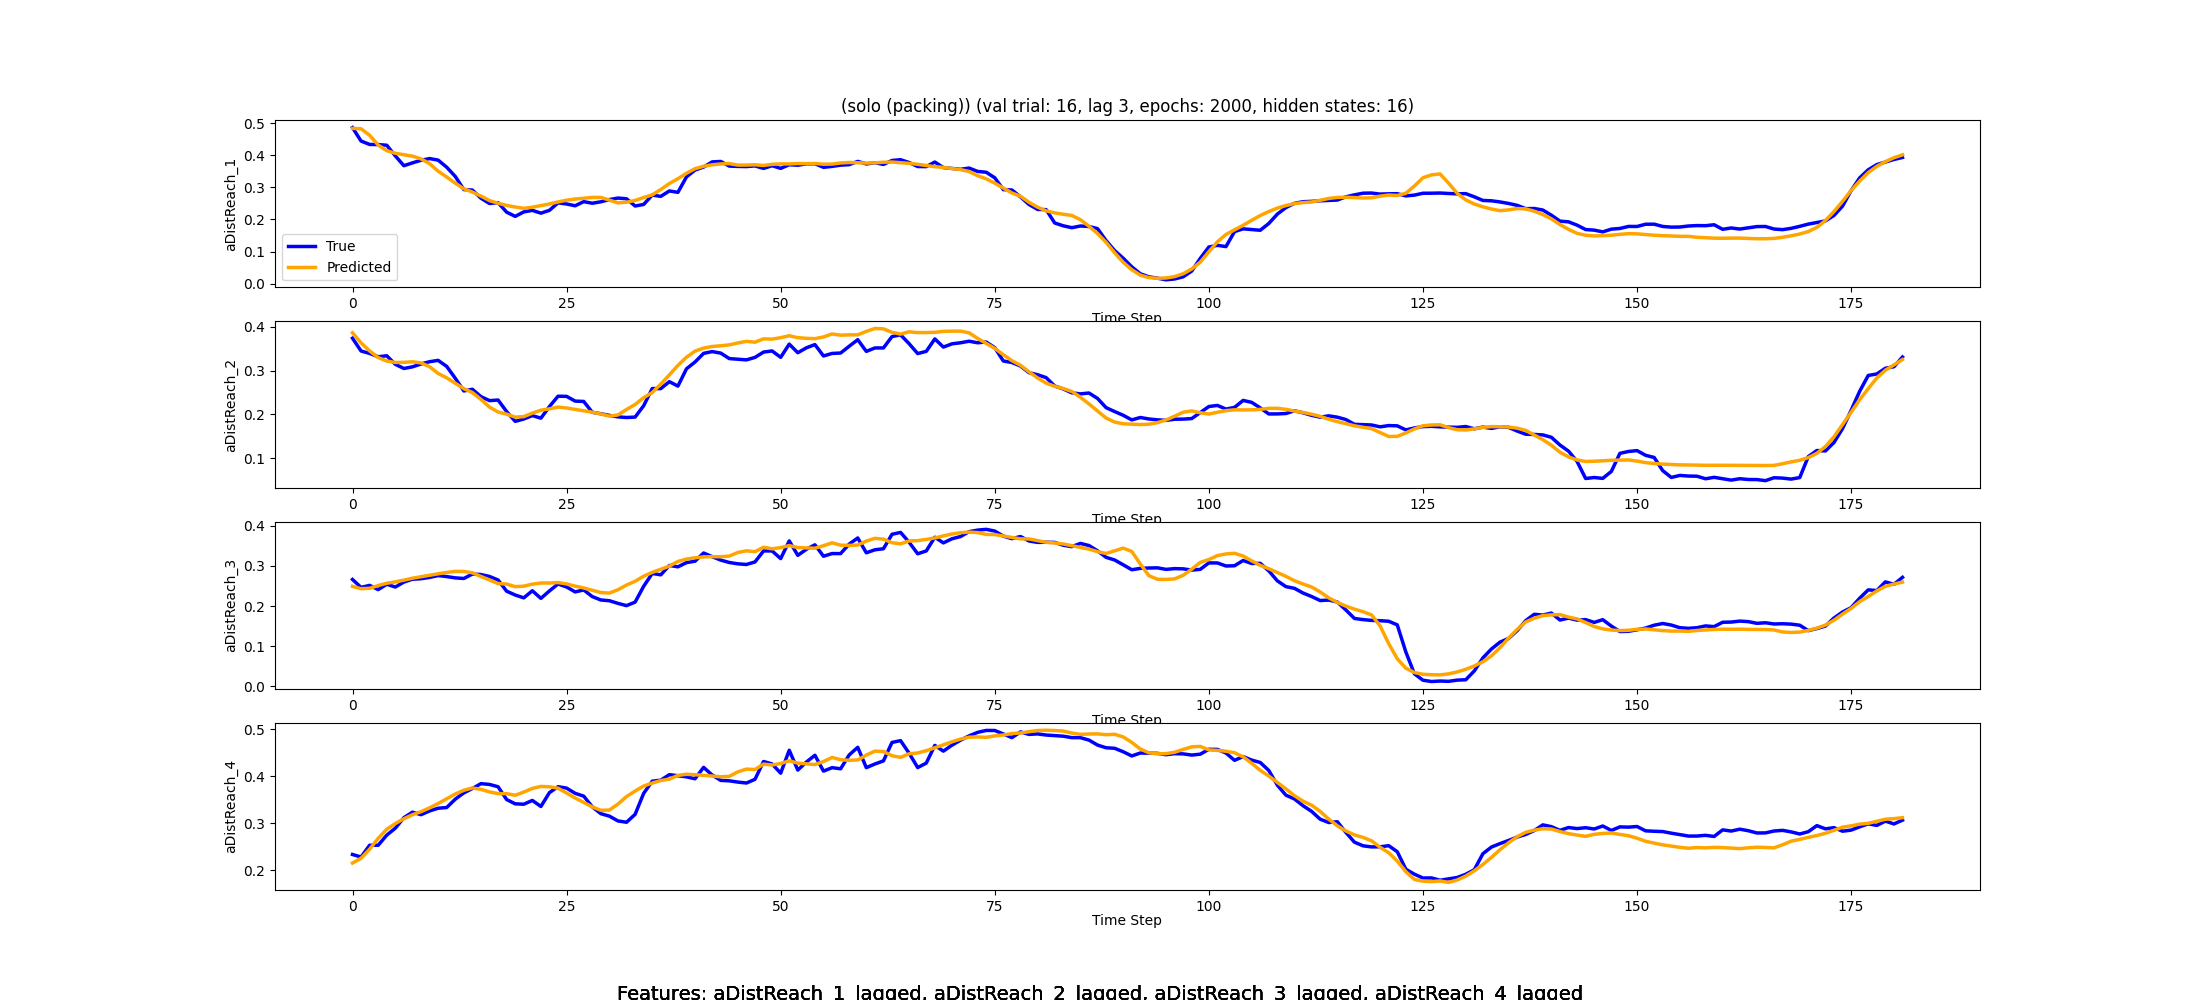 (solo (packing)) (val trial: 16, lag 3, epochs: 2000, hidden states: 16)
aDistReach_1
0.5
0.4
0.3
0.2
0.1
0.0
True
Predicted
0 25 50 75 100 125 150 175
Time Step
aDistReach_2
0.4
0.3
0.2
0.1
0 25 50 75 100 125 150 175
Time Step
aDistReach_3
0.4
0.3
0.2
0.1
0.0
0 25 50 75 100 125 150 175
Time Step
aDistReach_4
0.5
0.4
0.3
0.2
0 25 50 75 100 125 150 175
Time Step
Features: aDistReach_1_lagged, aDistReach_2_lagged, aDistReach_3_lagged, aDistReach_4_lagged